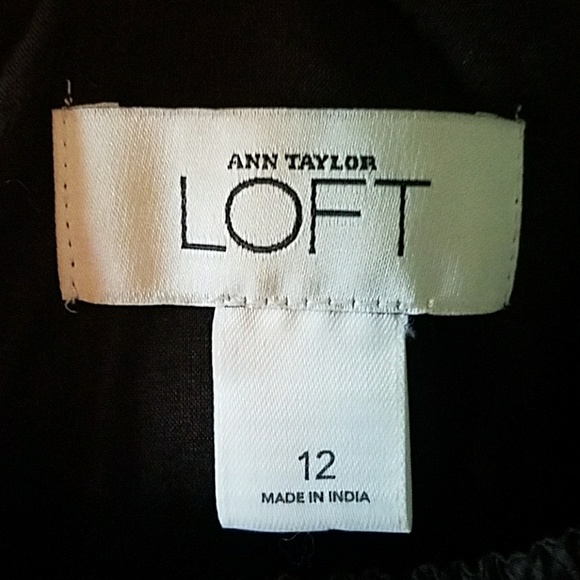 ANN TAYLOR
LOFT
12
MADE IN INDIA